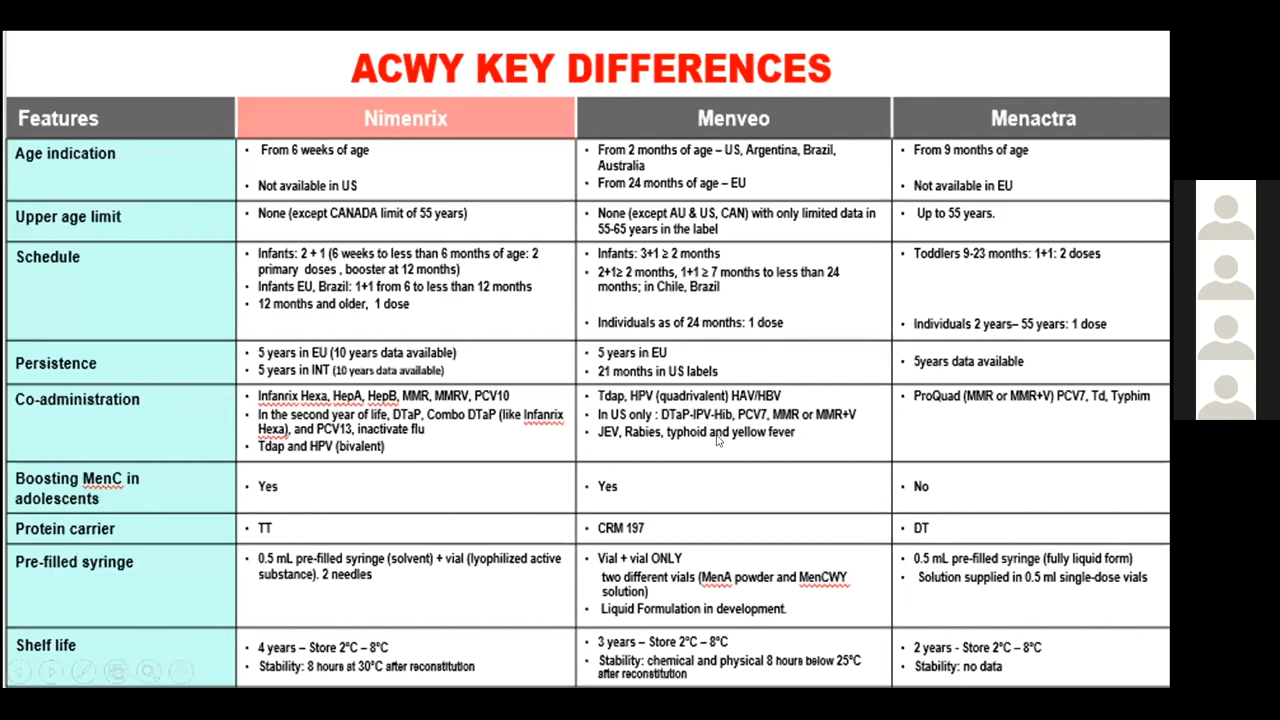 ACWY KEY DIFFERENCES
Features
Nimenrix
Menveo
Menactra
Age indication
• From 6 weeks of age
• Not available in US
• From 2 months of age – US, Argentina, Brazil,
Australia
• From 24 months of age – EU
• From 9 months of age
• Not available in EU
Upper age limit
• None (except CANADA limit of 55 years)
• None (except AU & US, CAN) with only limited data in
55-65 years in the label
• Up to 55 years.
Schedule
• Infants: 2 + 1 (6 weeks to less than 6 months of age: 2
primary doses , booster at 12 months)
• Infants EU, Brazil: 1+1 from 6 to less than 12 months
• 12 months and older, 1 dose
• Infants: 3+1 ≥ 2 months
• 2+1≥ 2 months, 1+1 ≥ 7 months to less than 24
months; in Chile, Brazil
• Individuals as of 24 months: 1 dose
• Toddlers 9-23 months: 1+1: 2 doses
• Individuals 2 years– 55 years: 1 dose
Persistence
• 5 years in EU (10 years data available)
• 5 years in INT (10 years data available)
• 5 years in EU
• 21 months in US labels
• 5years data available
Co-administration
• Infanrix Hexa, HepA, HepB, MMR, MMRV, PCV10
• In the second year of life, DTaP, Combo DTaP (like Infanrix
Hexa), and PCV13, inactivate flu
• Tdap and HPV (bivalent)
• Tdap, HPV (quadrivalent) HAV/HBV
• In US only : DTaP-IPV-Hib, PCV7, MMR or MMR+V
• JEV, Rabies, typhoid and yellow fever
• ProQuad (MMR or MMR+V) PCV7, Td, Typhim
Boosting MenC in
adolescents
• Yes
• Yes
• No
Protein carrier
• TT
• CRM 197
• DT
Pre-filled syringe
• 0.5 mL pre-filled syringe (solvent) + vial (lyophilized active
substance). 2 needles
• Vial + vial ONLY
two different vials (MenA powder and MenCWY
solution)
• Liquid Formulation in development.
• 0.5 mL pre-filled syringe (fully liquid form)
• Solution supplied in 0.5 ml single-dose vials
Shelf life
• 4 years – Store 2°C – 8°C
• Stability: 8 hours at 30°C after reconstitution
• 3 years – Store 2°C – 8°C
• Stability: chemical and physical 8 hours below 25°C
after reconstitution
• 2 years - Store 2°C – 8°C
• Stability: no data